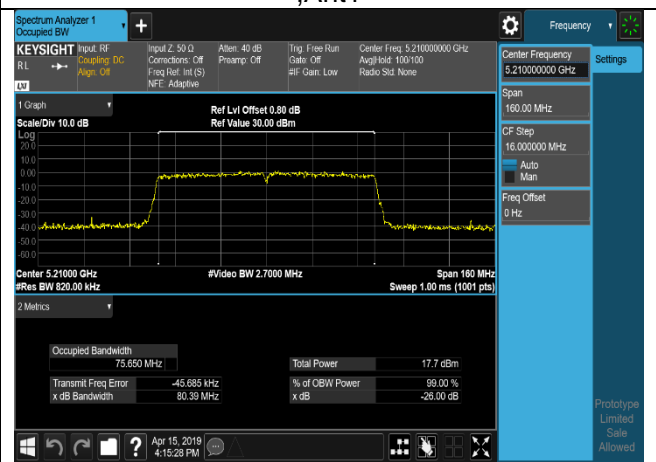 Spectrum Analyzer 1
Occupied BW
+
Frequency
KEYSIGHT
RL
Input: RF
Coupling: DC
Align: Off
Input Z: 50 Ω
Corrections: Off
Freq Ref: Int (S)
NFE: Adaptive
Atten: 40 dB
Preamp: Off
Trig: Free Run
Gate: Off
#IF Gain: Low
Center Freq: 5.210000000 GHz
Avg|Hold: 100/100
Radio Std: None
Center Frequency
5.210000000 GHz
Settings
Span
160.00 MHz
CF Step
16.000000 MHz
Auto
Man
Freq Offset
0 Hz
1 Graph
Scale/Div 10.0 dB
Ref Lvl Offset 0.80 dB
Ref Value 30.00 dBm
Log
20.0
10.0
0.00
-10.0
-20.0
-30.0
-40.0
-50.0
-60.0
Center 5.21000 GHz
#Res BW 820.00 kHz
#Video BW 2.7000 MHz
Span 160 MHz
Sweep 1.00 ms (1001 pts)
2 Metrics
Occupied Bandwidth
75.650 MHz
Total Power 17.7 dBm
Transmit Freq Error -45.685 kHz
% of OBW Power 99.00 %
x dB Bandwidth 80.39 MHz
x dB -26.00 dB
Prototype
Limited
Sale
Allowed
?
Apr 15, 2019
4:15:28 PM